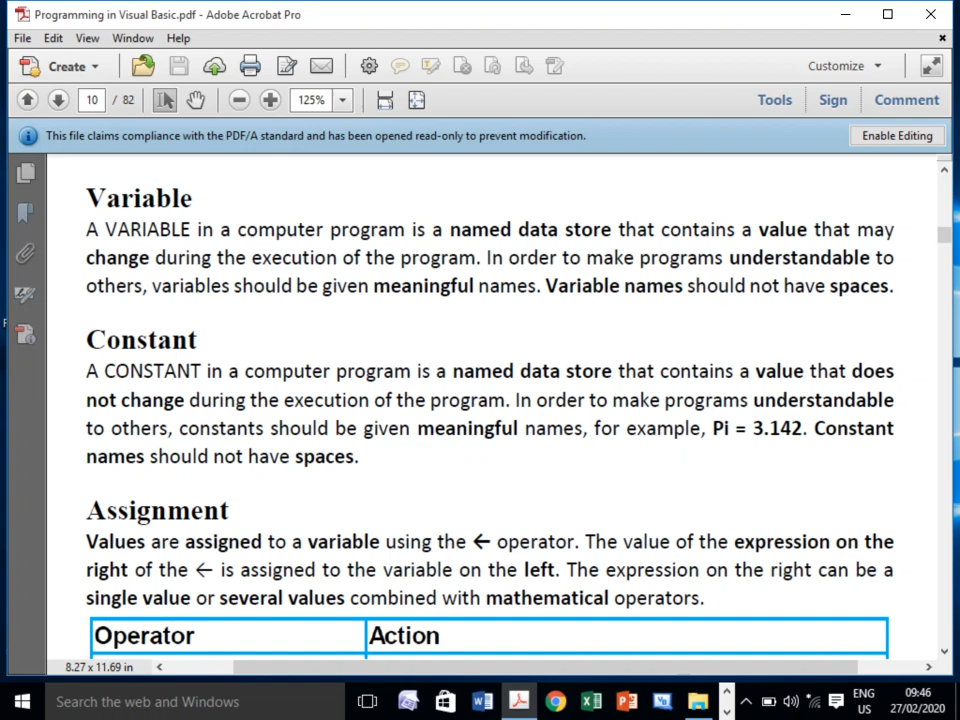 Programming in Visual Basic.pdf - Adobe Acrobat Pro
File Edit View Window Help
Create
Customize
10 / 82
125%
Tools Sign Comment
This file claims compliance with the PDF/A standard and has been opened read-only to prevent modification.
Enable Editing
Variable
A VARIABLE in a computer program is a named data store that contains a value that may
change during the execution of the program. In order to make programs understandable to
others, variables should be given meaningful names. Variable names should not have spaces.
Constant
A CONSTANT in a computer program is a named data store that contains a value that does
not change during the execution of the program. In order to make programs understandable
to others, constants should be given meaningful names, for example, Pi = 3.142. Constant
names should not have spaces.
Assignment
Values are assigned to a variable using the ← operator. The value of the expression on the
right of the ← is assigned to the variable on the left. The expression on the right can be a
single value or several values combined with mathematical operators.
Operator Action
8.27 x 11.69 in
Search the web and Windows
ENG
US
09:46
27/02/2020